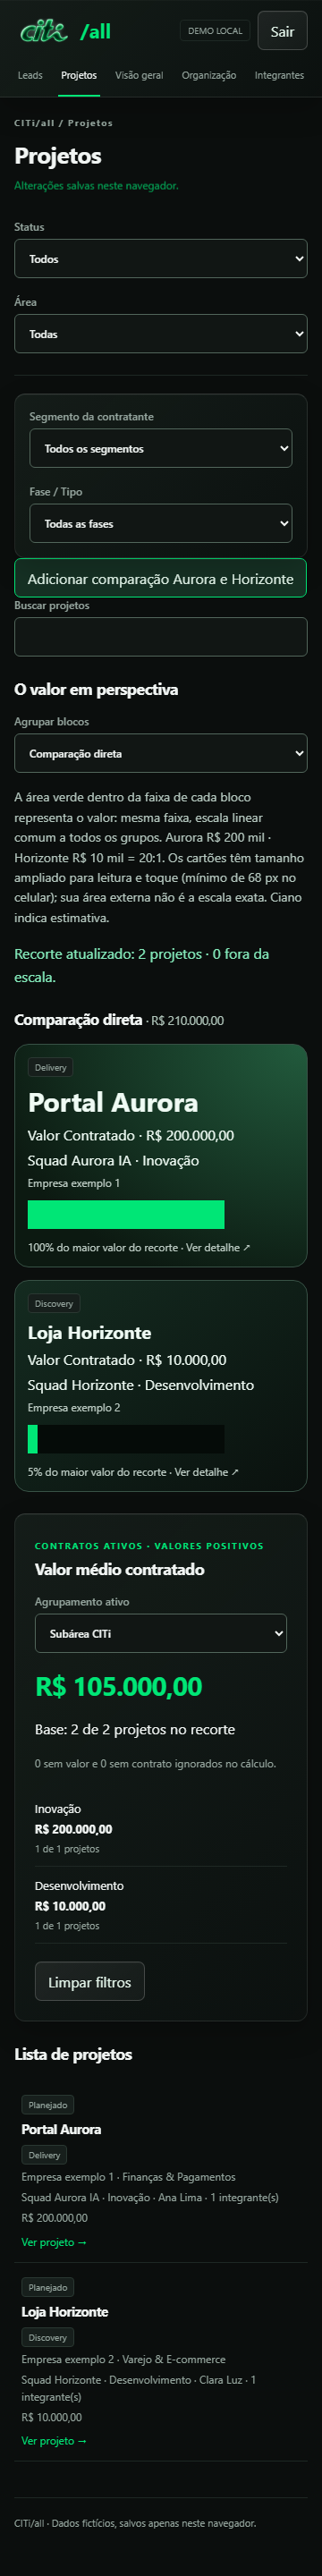 citi /all
DEMO LOCAL
Sair
Leads Projetos Visão geral Organização Integrantes
CITi/all / Projetos
Projetos
Alterações salvas neste navegador.
Status
Todos
Área
Todas
Segmento da contratante
Todos os segmentos
Fase / Tipo
Todas as fases
Adicionar comparação Aurora e Horizonte
Buscar projetos
O valor em perspectiva
Agrupar blocos
Comparação direta
A área verde dentro da faixa de cada bloco
representa o valor: mesma faixa, escala linear
comum a todos os grupos. Aurora R$ 200 mil ·
Horizonte R$ 10 mil = 20:1. Os cartões têm tamanho
ampliado para leitura e toque (mínimo de 68 px no
celular); sua área externa não é a escala exata. Ciano
indica estimativa.
Recorte atualizado: 2 projetos · 0 fora da
escala.
Comparação direta · R$ 210.000,00
Delivery
Portal Aurora
Valor Contratado · R$ 200.000,00
Squad Aurora IA · Inovação
Empresa exemplo 1
100% do maior valor do recorte · Ver detalhe ↗
Discovery
Loja Horizonte
Valor Contratado · R$ 10.000,00
Squad Horizonte · Desenvolvimento
Empresa exemplo 2
5% do maior valor do recorte · Ver detalhe ↗
CONTRATOS ATIVOS · VALORES POSITIVOS
Valor médio contratado
Agrupamento ativo
Subárea CITi
R$ 105.000,00
Base: 2 de 2 projetos no recorte
0 sem valor e 0 sem contrato ignorados no cálculo.
Inovação
R$ 200.000,00
1 de 1 projetos
Desenvolvimento
R$ 10.000,00
1 de 1 projetos
Limpar filtros
Lista de projetos
Planejado
Portal Aurora
Delivery
Empresa exemplo 1 · Finanças & Pagamentos
Squad Aurora IA · Inovação · Ana Lima · 1 integrante(s)
R$ 200.000,00
Ver projeto →
Planejado
Loja Horizonte
Discovery
Empresa exemplo 2 · Varejo & E-commerce
Squad Horizonte · Desenvolvimento · Clara Luz · 1
integrante(s)
R$ 10.000,00
Ver projeto →
CITi/all · Dados fictícios, salvos apenas neste navegador.